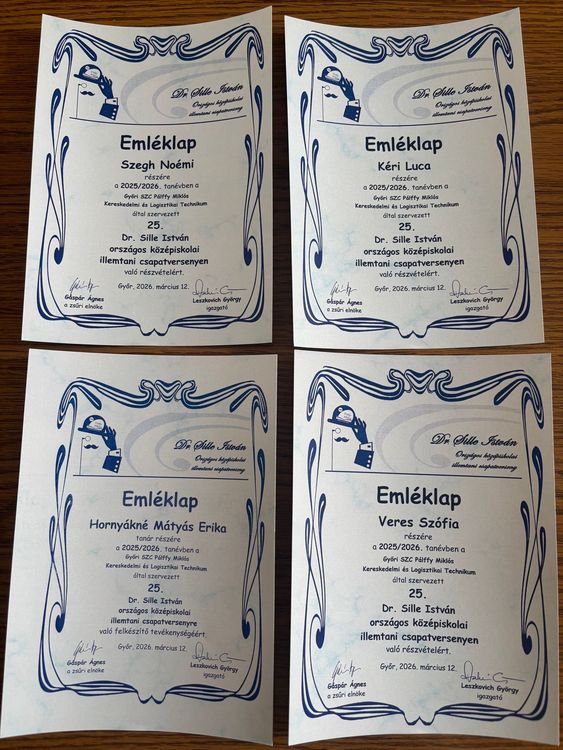 Dr. Sille István
Országos középiskolai
illemtani csapatverseny
Emléklap
Szegh Noémi
részére
a 2025/2026. tanévben a
Győri SZC Pálffy Miklós
Kereskedelmi és Logisztikai Technikum
által szervezett
25.
Dr. Sille István
országos középiskolai
illemtani csapatversenyen
való részvételért.
Győr, 2026. március 12.
Gáspár Ágnes
a zsűri elnöke
Leszkovich György
igazgató
Dr. Sille István
Országos középiskolai
illemtani csapatverseny
Emléklap
Kéri Luca
részére
a 2025/2026. tanévben a
Győri SZC Pálffy Miklós
Kereskedelmi és Logisztikai Technikum
által szervezett
25.
Dr. Sille István
országos középiskolai
illemtani csapatversenyen
való részvételért.
Győr, 2026. március 12.
Gáspár Ágnes
a zsűri elnöke
Leszkovich György
igazgató
Dr. Sille István
Országos középiskolai
illemtani csapatverseny
Emléklap
Hornyákné Mátyás Erika
tanár részére
a 2025/2026. tanévben a
Győri SZC Pálffy Miklós
Kereskedelmi és Logisztikai Technikum
által szervezett
25.
Dr. Sille István
országos középiskolai
illemtani csapatversenyre
való felkészítő tevékenységéért.
Győr, 2026. március 12.
Gáspár Ágnes
a zsűri elnöke
Leszkovich György
igazgató
Dr. Sille István
Országos középiskolai
illemtani csapatverseny
Emléklap
Veres Szófia
részére
a 2025/2026. tanévben a
Győri SZC Pálffy Miklós
Kereskedelmi és Logisztikai Technikum
által szervezett
25.
Dr. Sille István
országos középiskolai
illemtani csapatversenyen
való részvételért.
Győr, 2026. március 12.
Gáspár Ágnes
a zsűri elnöke
Leszkovich György
igazgató